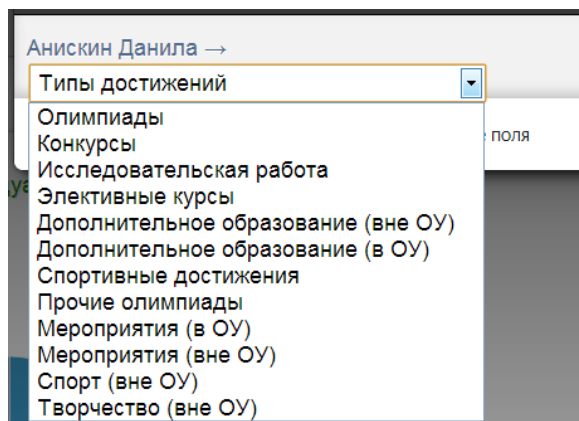 Анискин Данила →
Типы достижений
Олимпиады
Конкурсы
поля
Исследовательская работа
Элективные курсы
Дополнительное образование (вне ОУ)
Дополнительное образование (в ОУ)
Спортивные достижения
Прочие олимпиады
Мероприятия (в ОУ)
Мероприятия (вне ОУ)
Спорт (вне ОУ)
Творчество (вне ОУ)